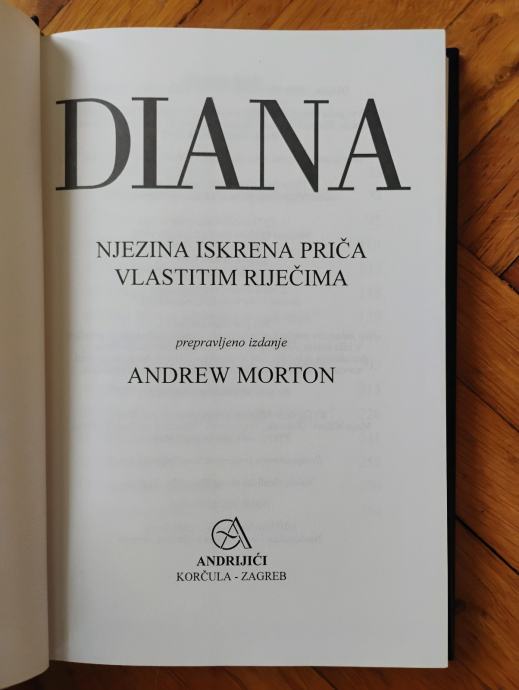 DIANA
NJEZINA ISKRENA PRIČA
VLASTITIM RIJEČIMA
prepravljeno izdanje
ANDREW MORTON
ANDRIJIĆI
KORČULA - ZAGREB